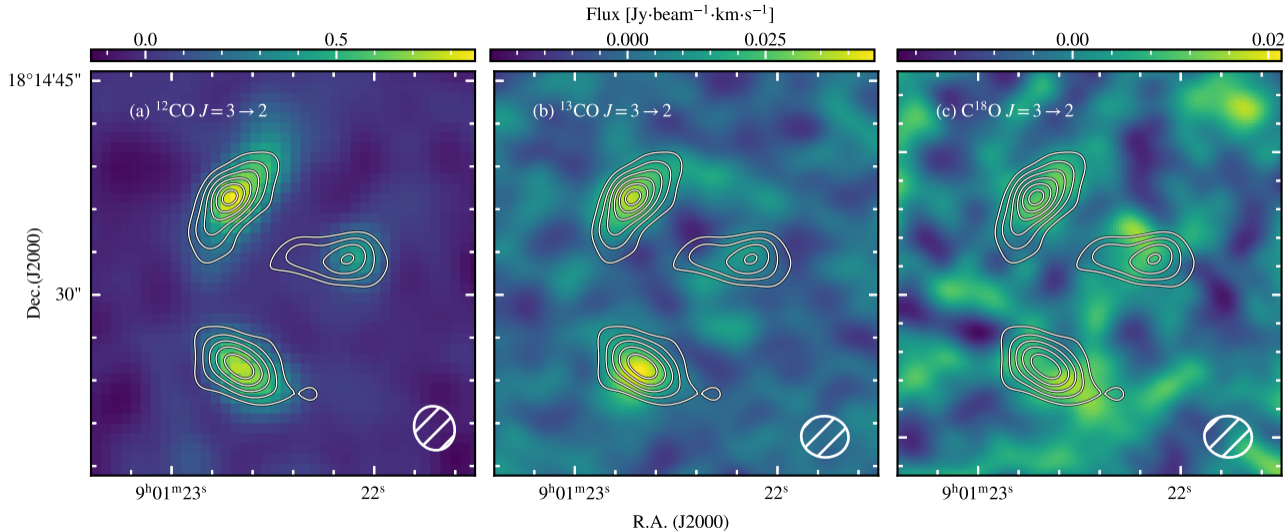 Flux [Jy·beam⁻¹·km·s⁻¹]
0.0 0.5 0.000 0.025 0.00 0.02
18°14′45″
(a) ¹²CO J = 3 → 2
(b) ¹³CO J = 3 → 2
(c) C¹⁸O J = 3 → 2
Dec.(J2000)
30″
9ʰ01ᵐ23ˢ 22ˢ 9ʰ01ᵐ23ˢ 22ˢ 9ʰ01ᵐ23ˢ 22ˢ
R.A. (J2000)